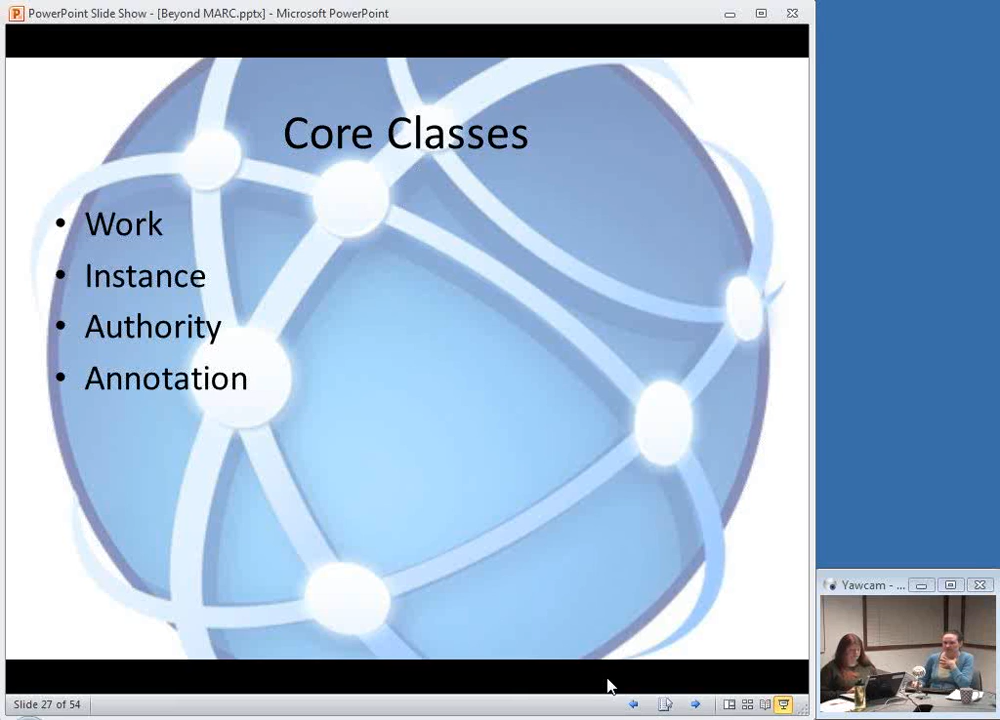 PowerPoint Slide Show - [Beyond MARC.pptx] - Microsoft PowerPoint
Core Classes
• Work
• Instance
• Authority
• Annotation
Yawcam - ...
Slide 27 of 54